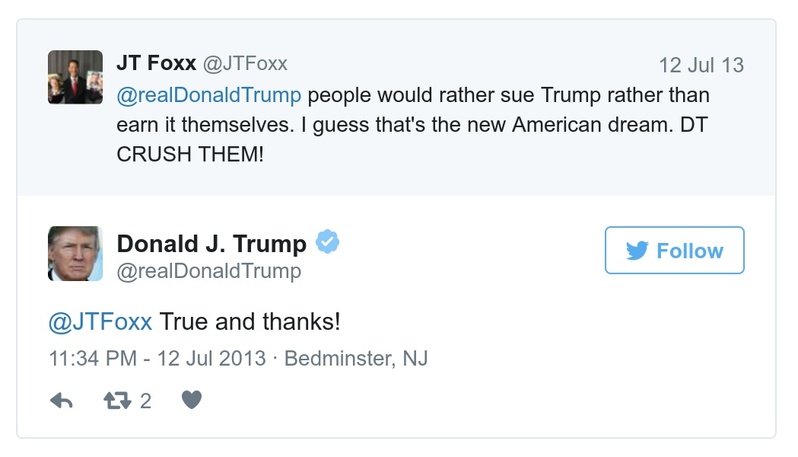 JT Foxx @JTFoxx 12 Jul 13
@realDonaldTrump people would rather sue Trump rather than
earn it themselves. I guess that's the new American dream. DT
CRUSH THEM!
Donald J. Trump
@realDonaldTrump
Follow
@JTFoxx True and thanks!
11:34 PM - 12 Jul 2013 · Bedminster, NJ
2